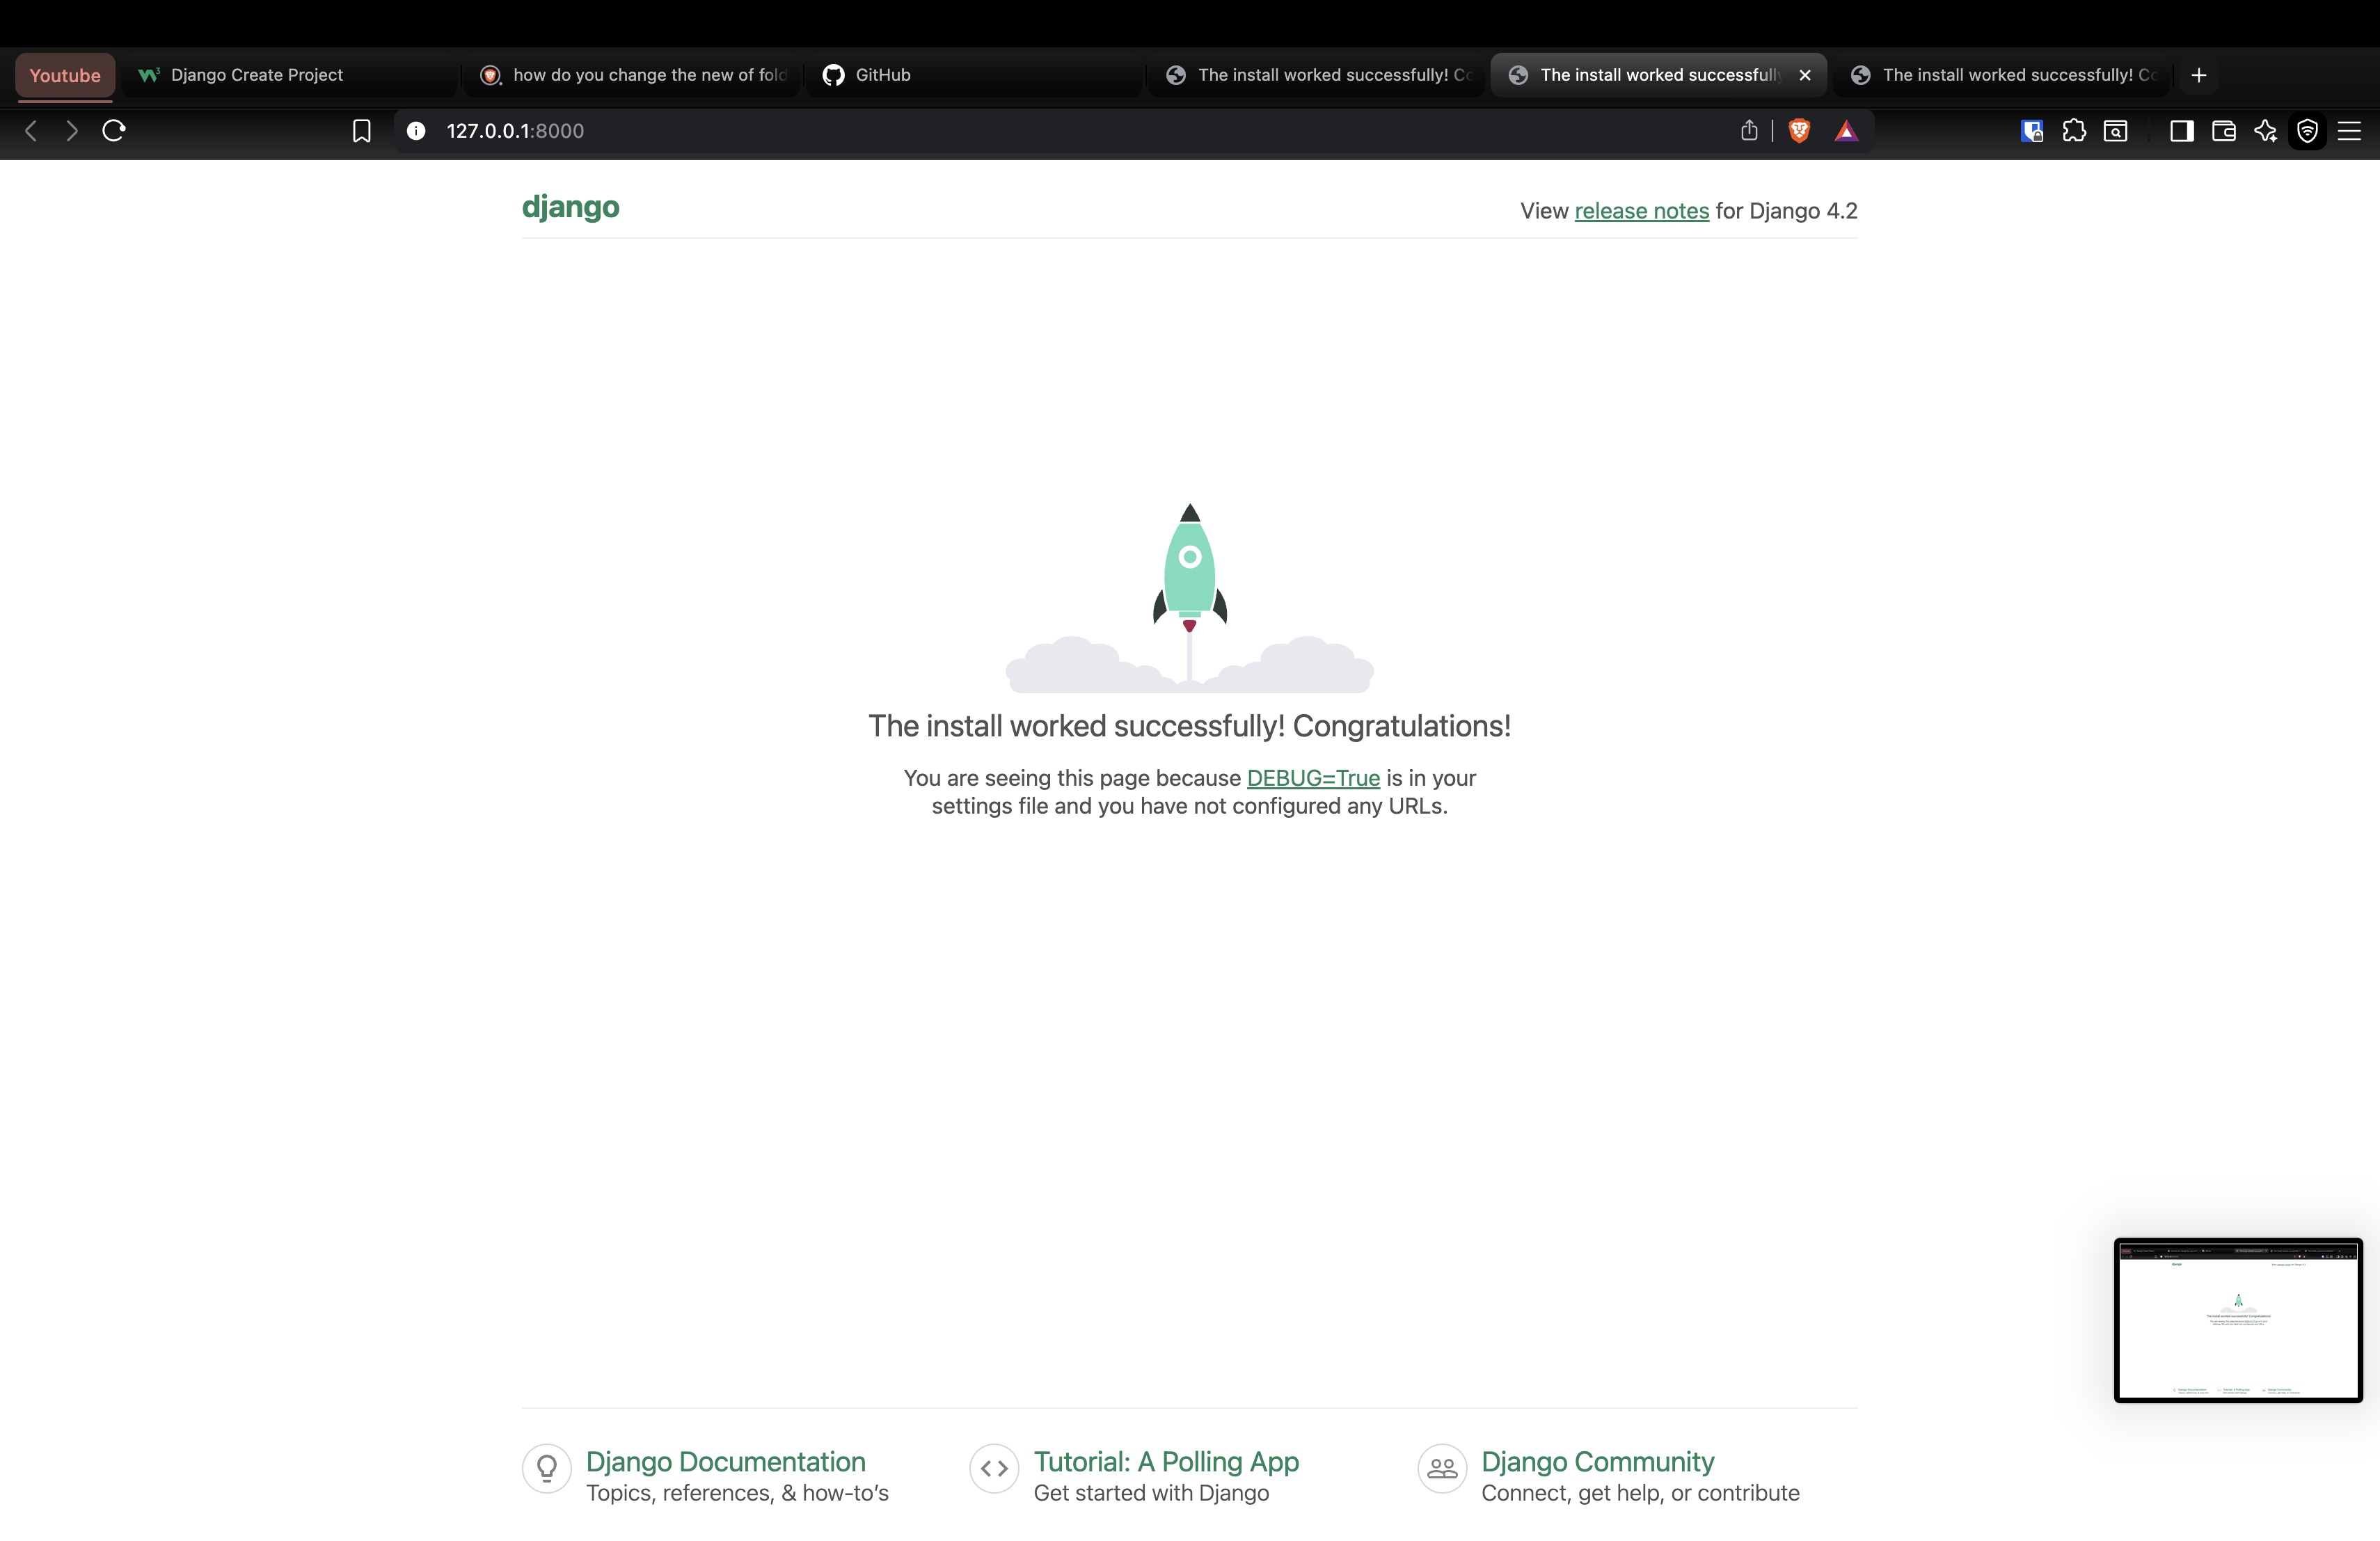 Youtube
Django Create Project
how do you change the new of fold
GitHub
The install worked successfully! Co
The install worked successfully
The install worked successfully! Co
127.0.0.1:8000
django
View release notes for Django 4.2
The install worked successfully! Congratulations!
You are seeing this page because DEBUG=True is in your
settings file and you have not configured any URLs.
Django Documentation
Topics, references, & how-to’s
Tutorial: A Polling App
Get started with Django
Django Community
Connect, get help, or contribute